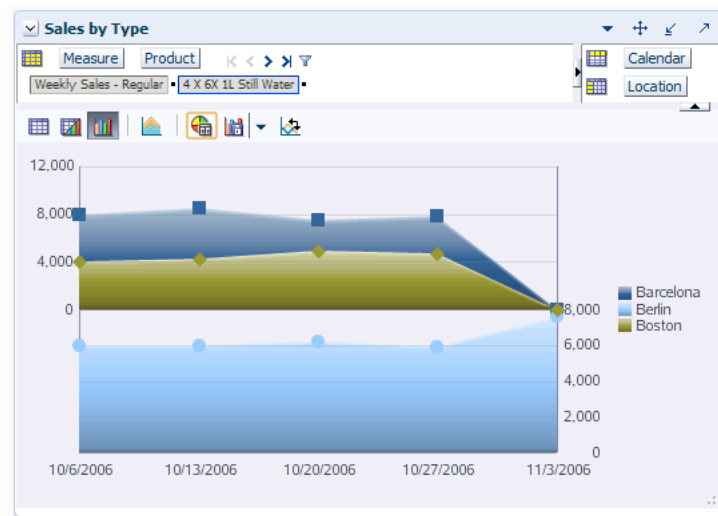 Sales by Type
Measure Product
Calendar
Weekly Sales - Regular 4 X 6X 1L Still Water
Location
12,000
8,000
4,000
0
8,000
6,000
4,000
2,000
0
Barcelona
Berlin
Boston
10/6/2006 10/13/2006 10/20/2006 10/27/2006 11/3/2006